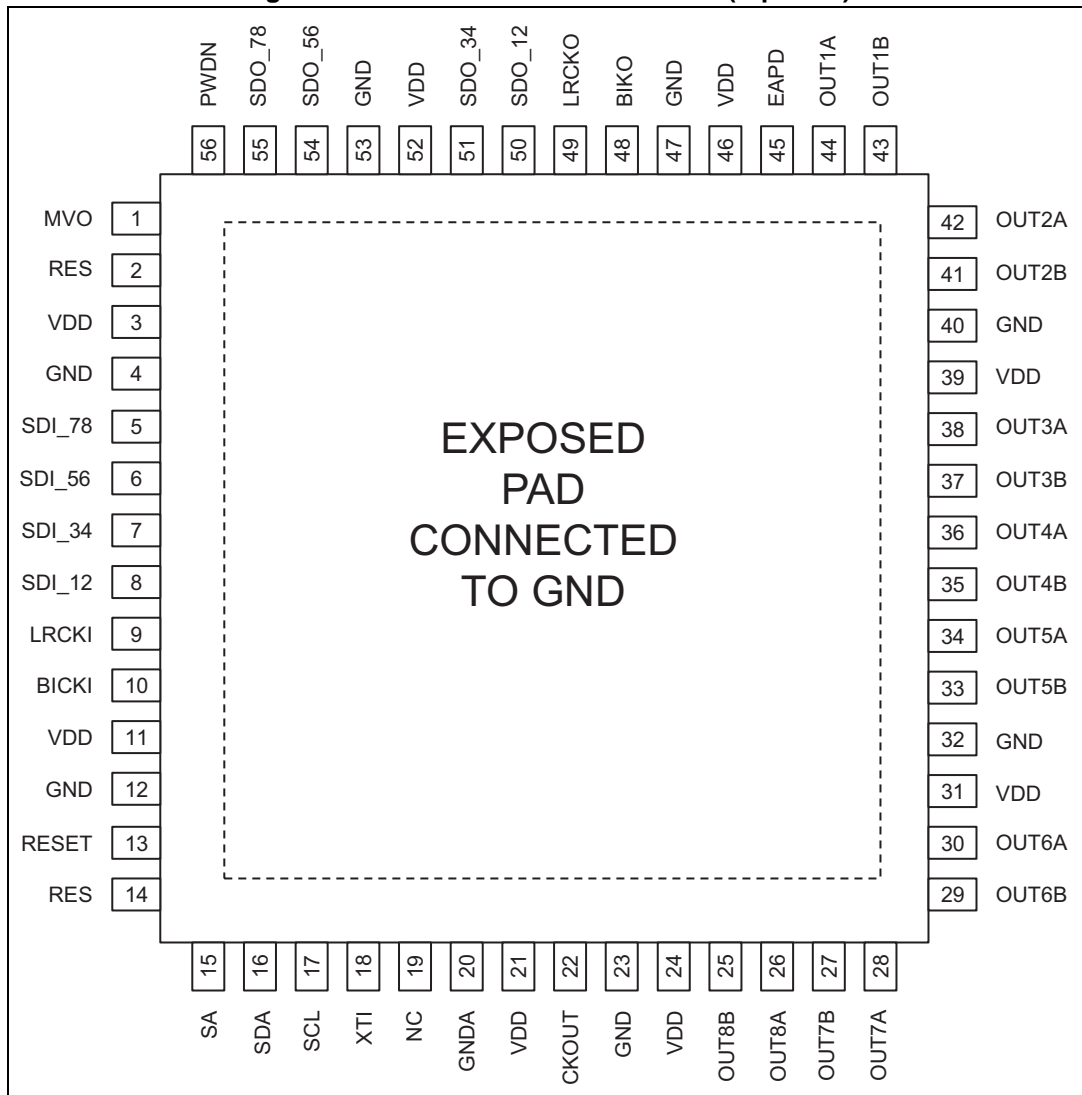 PWDN
SDO_78
SDO_56
GND
VDD
SDO_34
SDO_12
LRCKO
BIKO
GND
VDD
EAPD
OUT1A
OUT1B
56
55
54
53
52
51
50
49
48
47
46
45
44
43
MVO 1
RES 2
VDD 3
GND 4
SDI_78 5
SDI_56 6
SDI_34 7
SDI_12 8
LRCKI 9
BICKI 10
VDD 11
GND 12
RESET 13
RES 14
EXPOSED
PAD
CONNECTED
TO GND
42 OUT2A
41 OUT2B
40 GND
39 VDD
38 OUT3A
37 OUT3B
36 OUT4A
35 OUT4B
34 OUT5A
33 OUT5B
32 GND
31 VDD
30 OUT6A
29 OUT6B
15
16
17
18
19
20
21
22
23
24
25
26
27
28
SA
SDA
SCL
XTI
NC
GNDA
VDD
CKOUT
GND
VDD
OUT8B
OUT8A
OUT7B
OUT7A